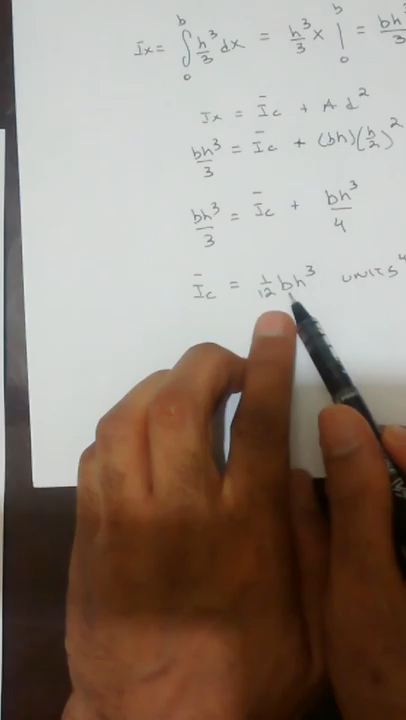 Ix = ∫₀ᵇ h³/3 dx = h³/3 x |₀ᵇ = bh³/3
Ix = Īc + Ad²
bh³/3 = Īc + (bh)(h/2)²
bh³/3 = Īc + bh³/4
Īc = 1/12 bh³ UNITS⁴